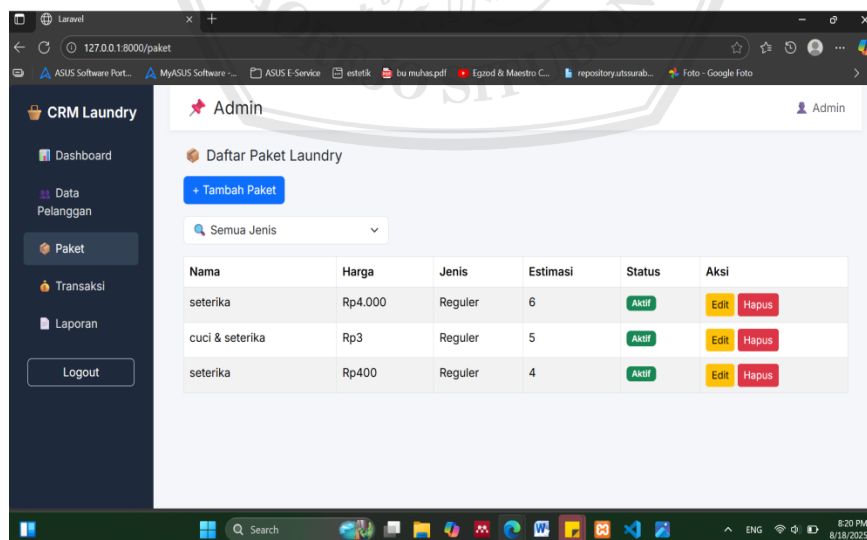 Laravel
127.0.0.1:8000/paket
ASUS Software Port... MyASUS Software -... ASUS E-Service estetik bu muhas.pdf Egzod & Maestro C... repository.utssurab... Foto - Google Foto
CRM Laundry
Admin
Admin
Dashboard
Data
Pelanggan
Paket
Transaksi
Laporan
Logout
Daftar Paket Laundry
+ Tambah Paket
Semua Jenis
Nama Harga Jenis Estimasi Status Aksi
seterika Rp4.000 Reguler 6 Aktif Edit Hapus
cuci & seterika Rp3 Reguler 5 Aktif Edit Hapus
seterika Rp400 Reguler 4 Aktif Edit Hapus
Search
ENG
8:20 PM
8/18/2025